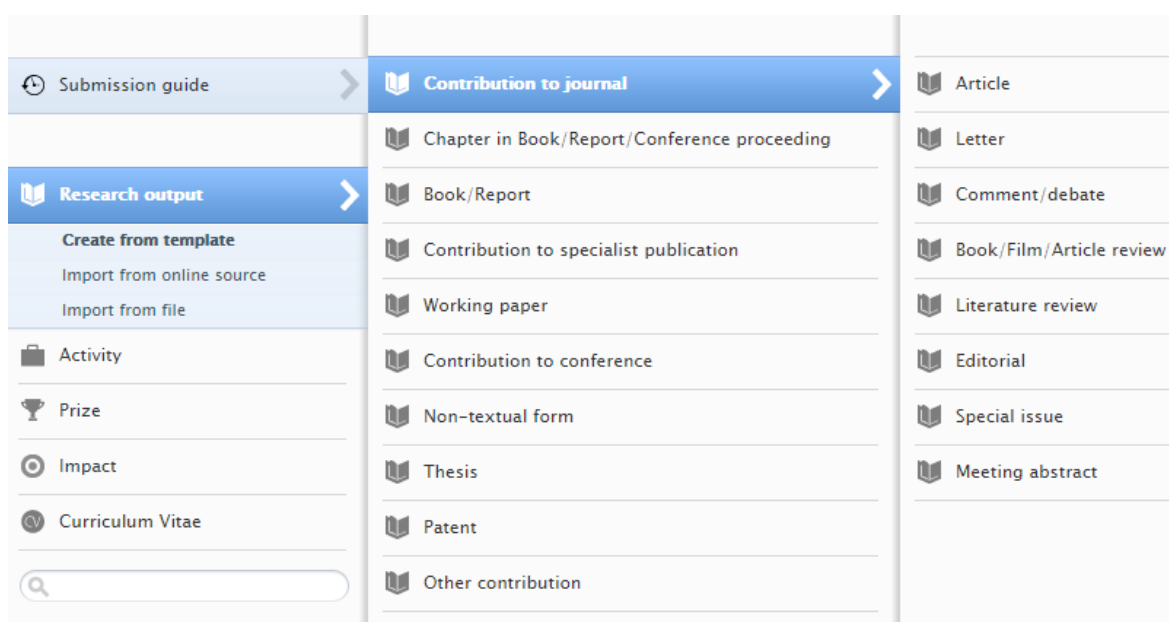 Submission guide
Research output
Create from template
Import from online source
Import from file
Activity
Prize
Impact
CV
Curriculum Vitae
Contribution to journal
Chapter in Book/Report/Conference proceeding
Book/Report
Contribution to specialist publication
Working paper
Contribution to conference
Non-textual form
Thesis
Patent
Other contribution
Article
Letter
Comment/debate
Book/Film/Article review
Literature review
Editorial
Special issue
Meeting abstract